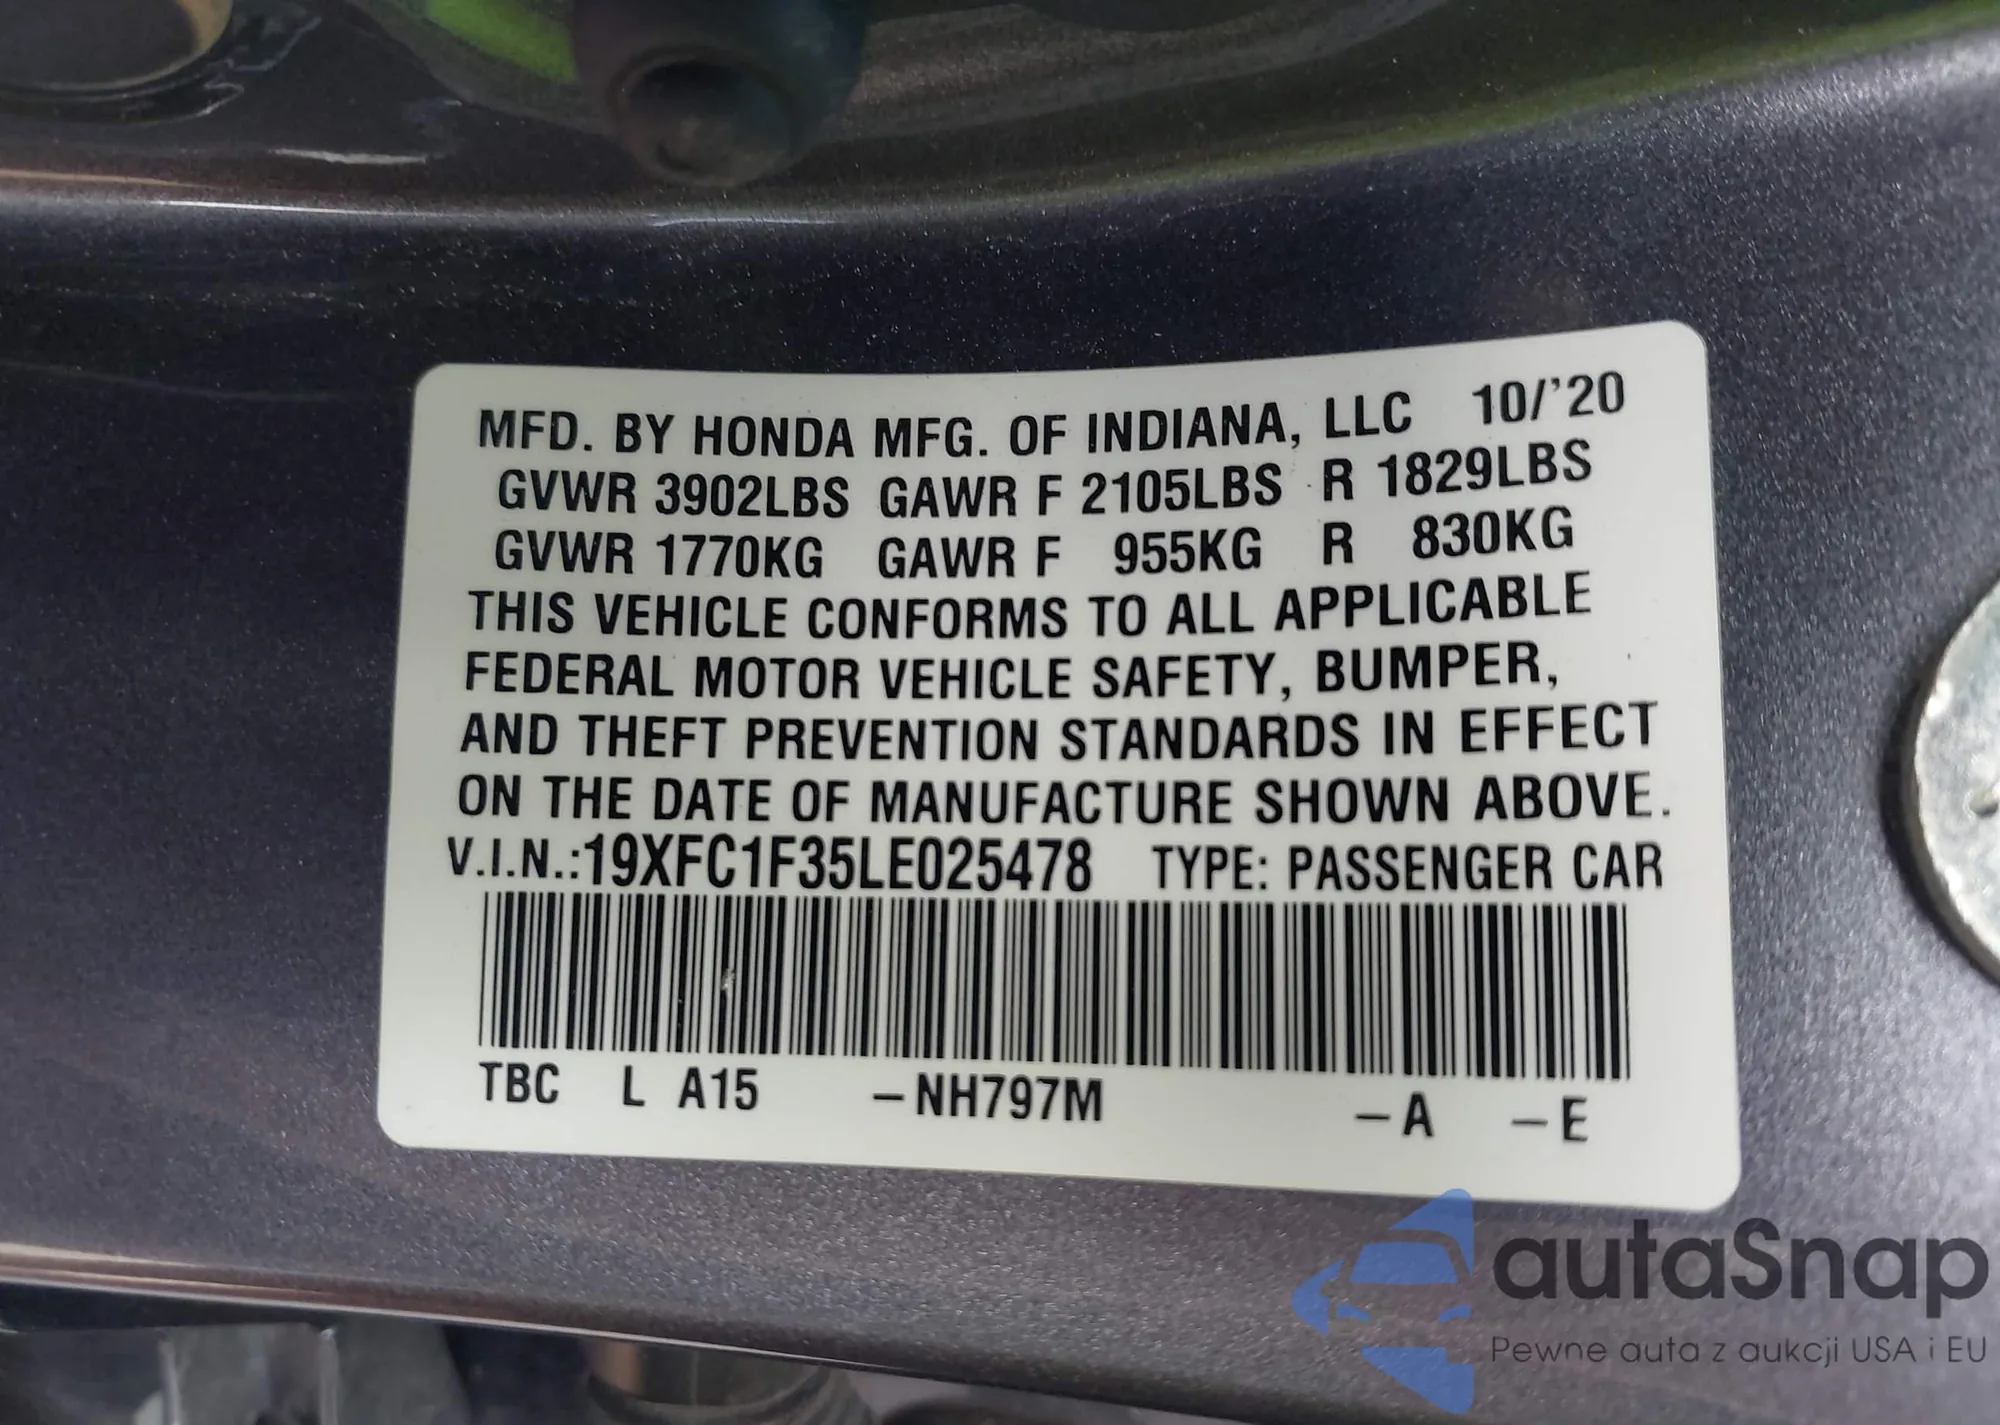 MFD. BY HONDA MFG. OF INDIANA, LLC 10/'20
GVWR 3902LBS GAWR F 2105LBS R 1829LBS
GVWR 1770KG GAWR F 955KG R 830KG
THIS VEHICLE CONFORMS TO ALL APPLICABLE
FEDERAL MOTOR VEHICLE SAFETY, BUMPER,
AND THEFT PREVENTION STANDARDS IN EFFECT
ON THE DATE OF MANUFACTURE SHOWN ABOVE.
V.I.N.:19XFC1F35LE025478 TYPE: PASSENGER CAR
TBC L A15 –NH797M –A –E
autaSnap
Pewne auta z aukcji USA i EU